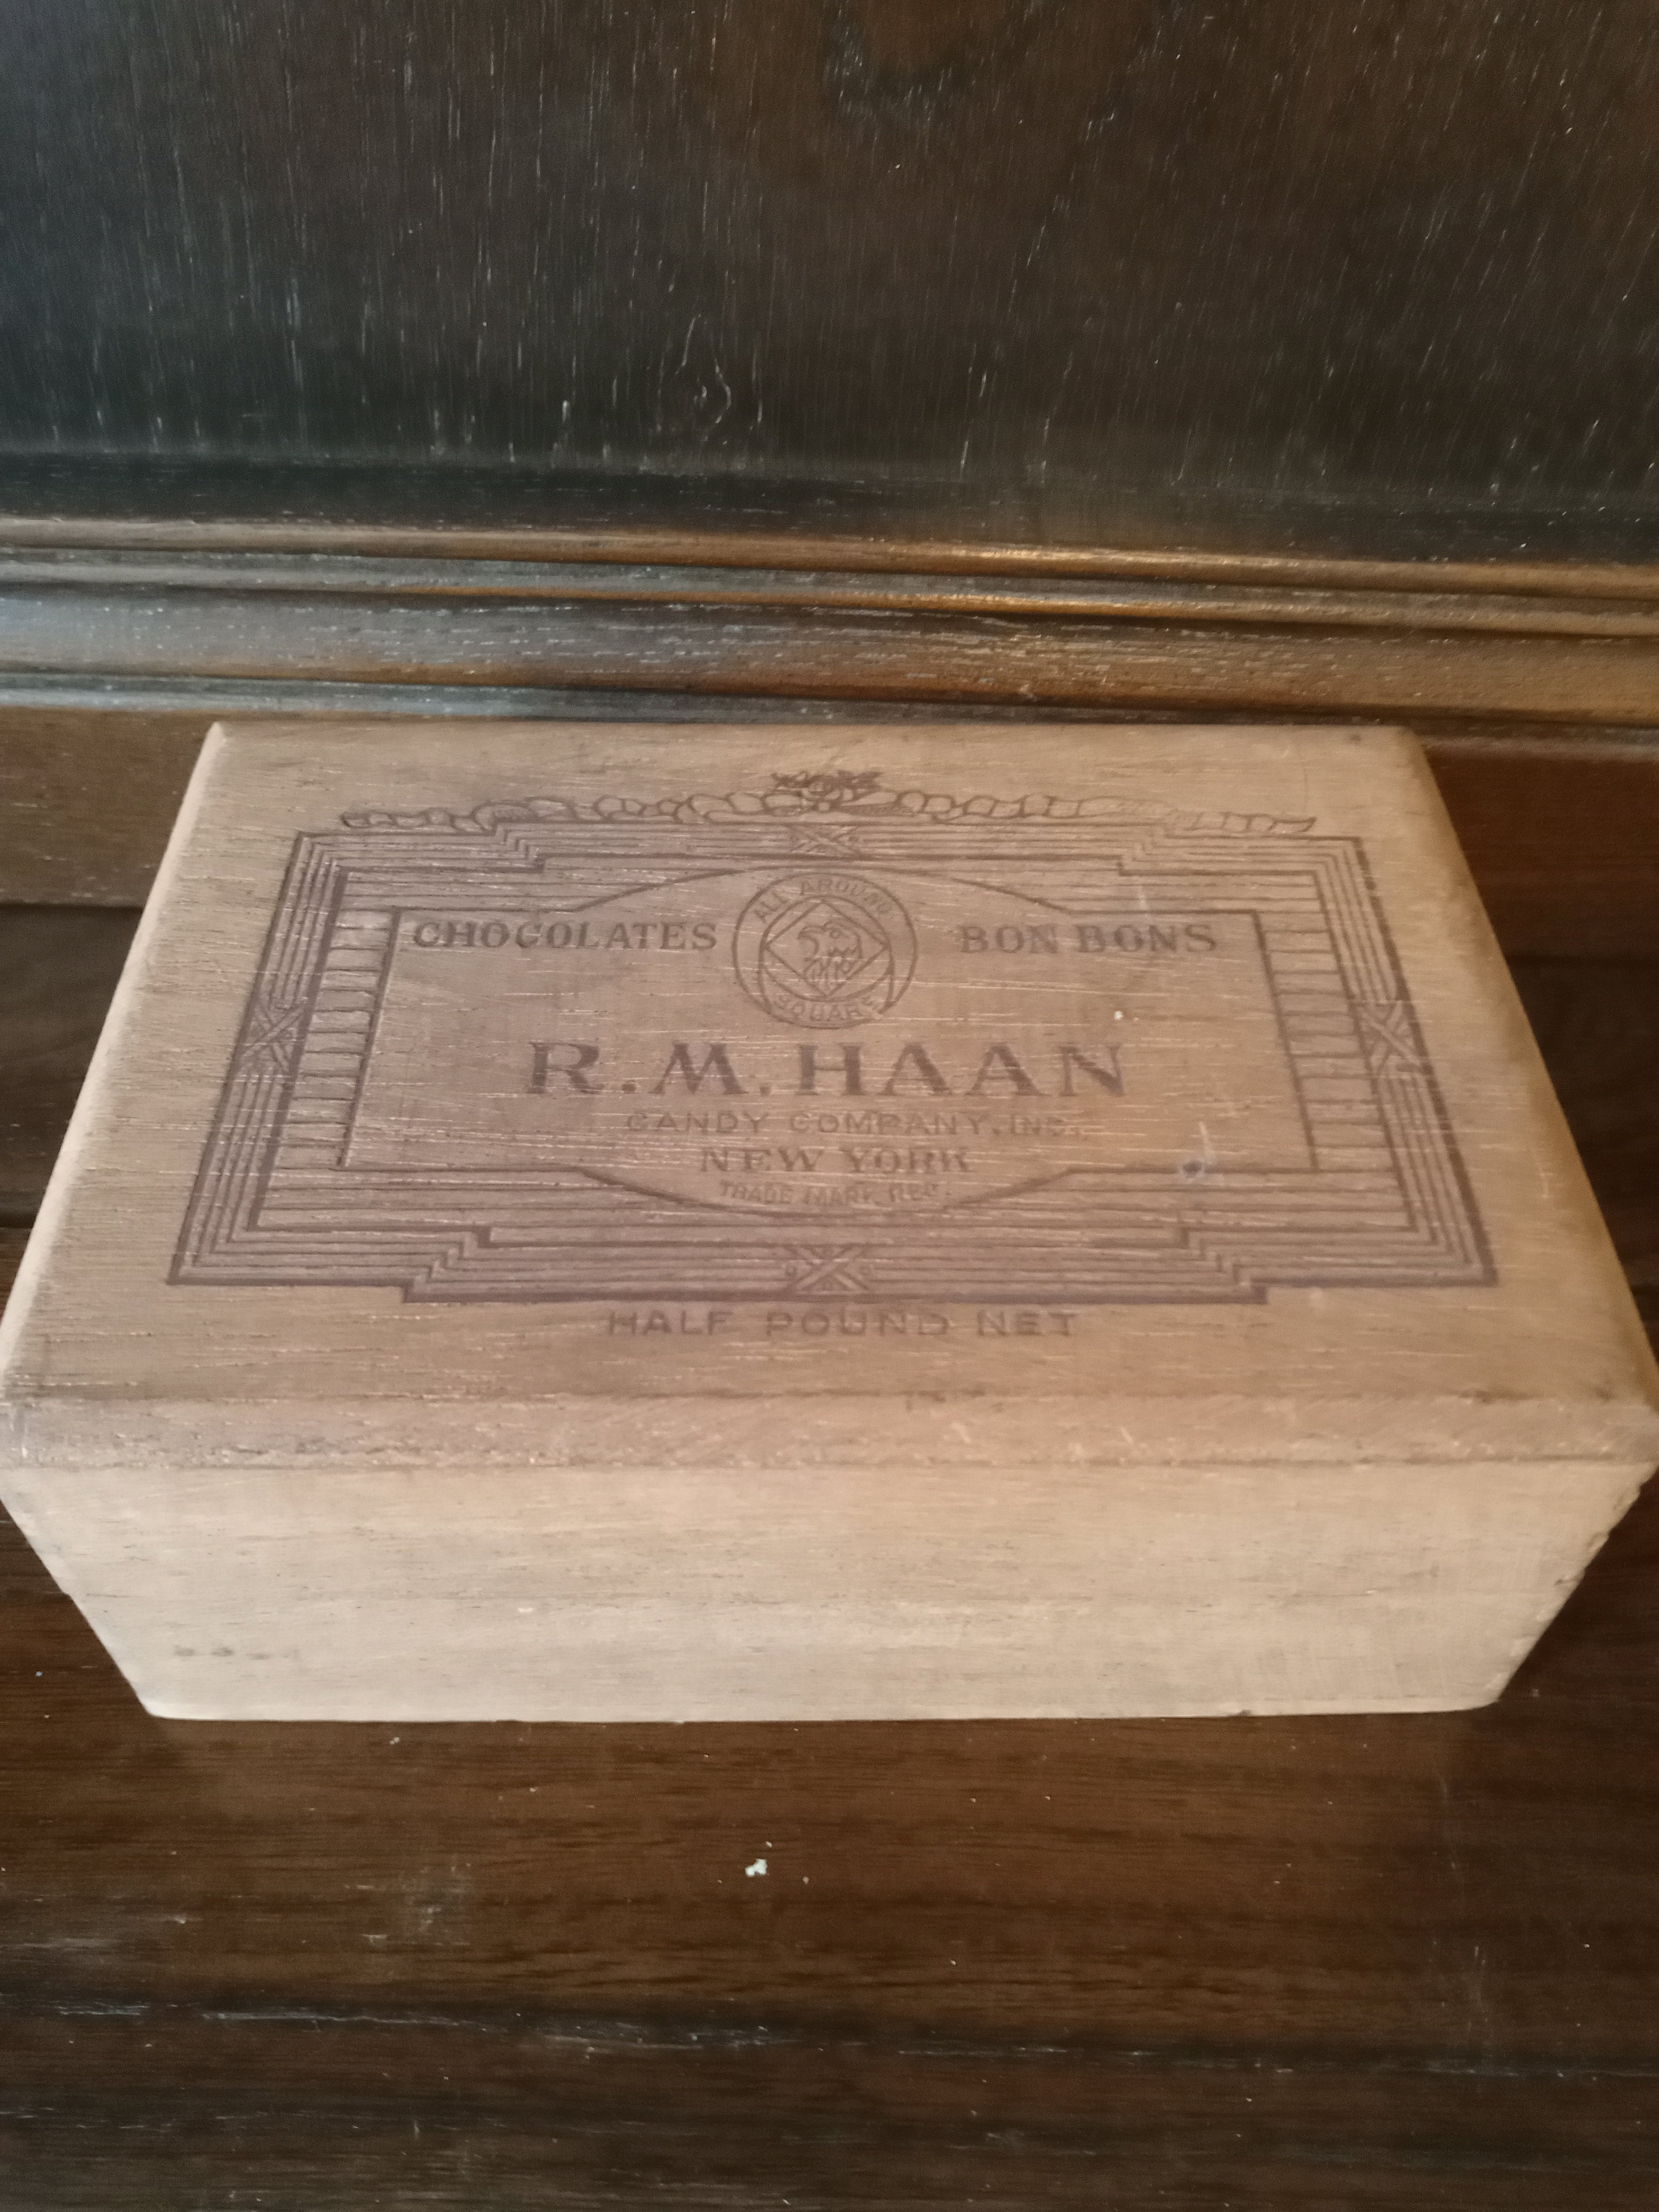 CHOCOLATES
ALL AROUND
SQUARE
BON BONS
R.M.HAAN
CANDY COMPANY, INC.
NEW YORK
TRADE MARK REG.
HALF POUND NET